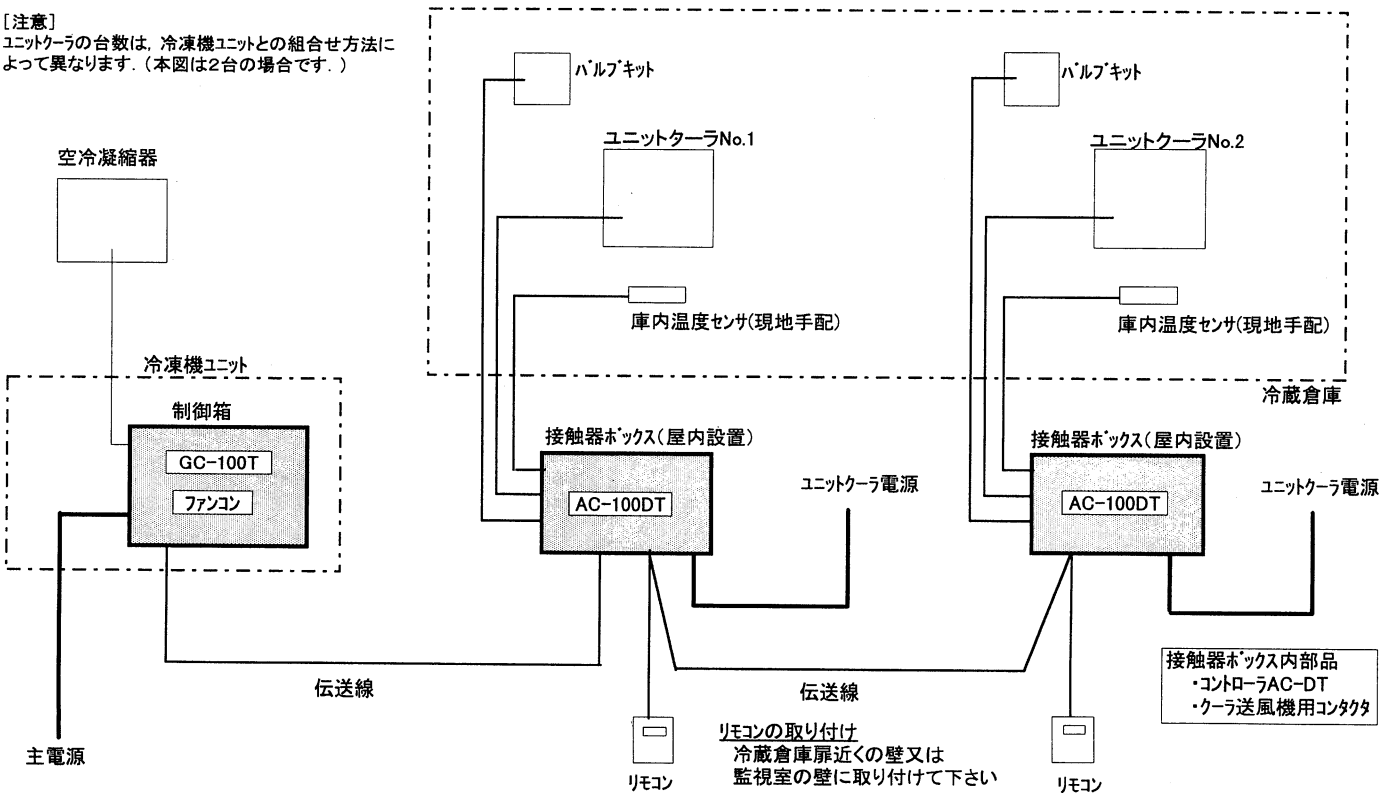 [注意]
ユニットクーラの台数は, 冷凍機ユニットとの組合せ方法に
よって異なります. (本図は２台の場合です. )
バルブキット
バルブキット
ユニットターラNo.1
ユニットクーラNo.2
空冷凝縮器
庫内温度センサ(現地手配)
庫内温度センサ(現地手配)
冷凍機ユニット
冷蔵倉庫
制御箱
接触器ボックス(屋内設置)
接触器ボックス(屋内設置)
GC-100T
ファンコン
AC-100DT
ユニットクーラ電源
AC-100DT
ユニットクーラ電源
伝送線
伝送線
接触器ボックス内部品
・コントローラAC-DT
・クーラ送風機用コンタクタ
主電源
リモコン
リモコンの取り付け
冷蔵倉庫扉近くの壁又は
監視室の壁に取り付けて下さい
リモコン